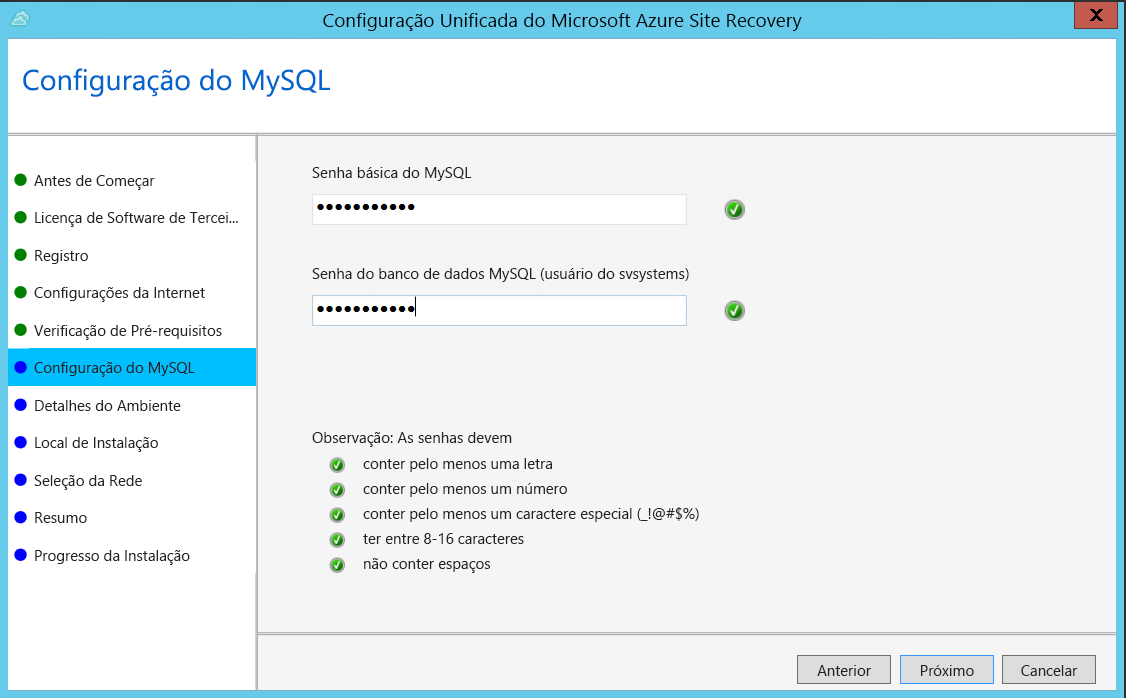 Configuração Unificada do Microsoft Azure Site Recovery
X
Configuração do MySQL
Antes de Começar
Licença de Software de Tercei...
Registro
Configurações da Internet
Verificação de Pré-requisitos
Configuração do MySQL
Detalhes do Ambiente
Local de Instalação
Seleção da Rede
Resumo
Progresso da Instalação
Senha básica do MySQL
●●●●●●●●●●●
Senha do banco de dados MySQL (usuário do svsystems)
●●●●●●●●●●●
Observação: As senhas devem
conter pelo menos uma letra
conter pelo menos um número
conter pelo menos um caractere especial (_!@#$%)
ter entre 8-16 caracteres
não conter espaços
Anterior
Próximo
Cancelar